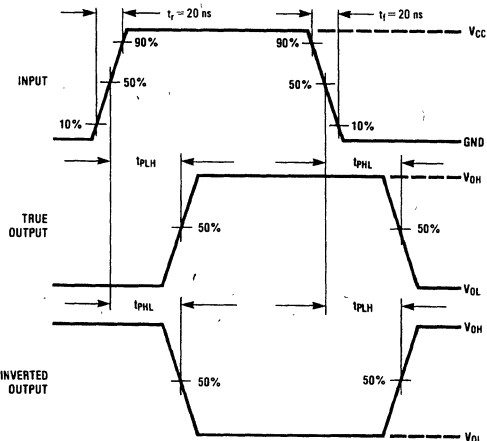 tr = 20 ns
tf = 20 ns
VCC
90%
90%
INPUT
50%
50%
10%
10%
GND
tPLH
tPHL
VOH
TRUE
OUTPUT
50%
50%
VOL
tPHL
tPLH
VOH
INVERTED
OUTPUT
50%
50%
VOL